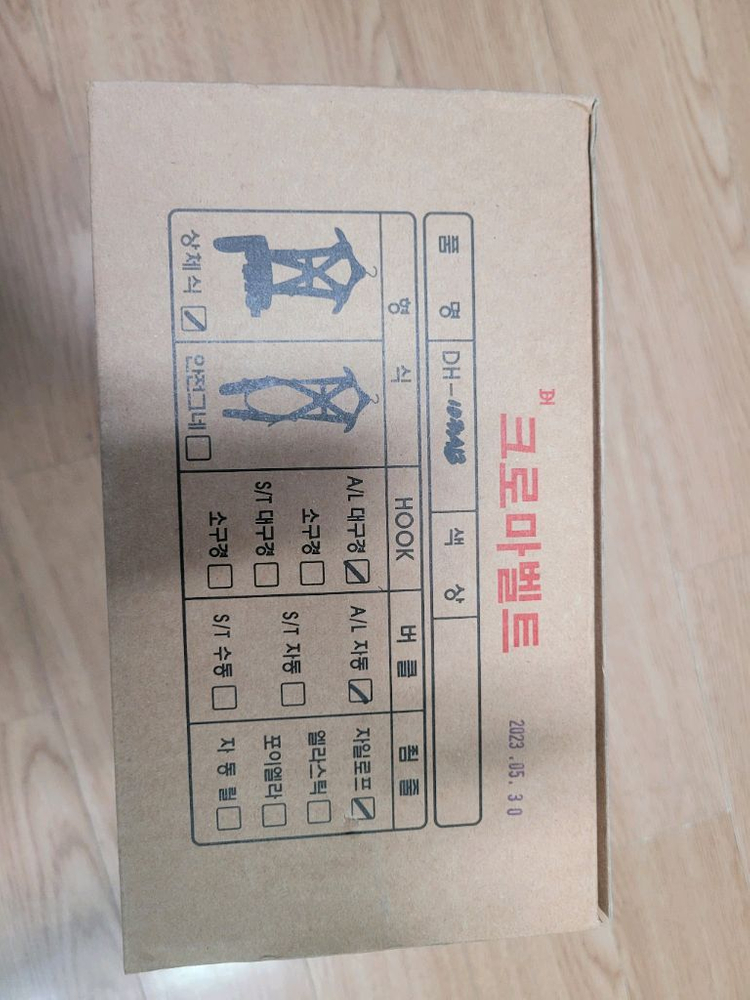 DH 크로마벨트
2023.05.30
품 명 DH- 색 상
형 식 HOOK 버 클 죔 줄
상체식 안전그네
A/L 대구경 A/L 자동 자일로프
소구경 S/T 자동 엘라스틱
S/T 대구경 포이엘라
소구경 S/T 수동 자 동 릴